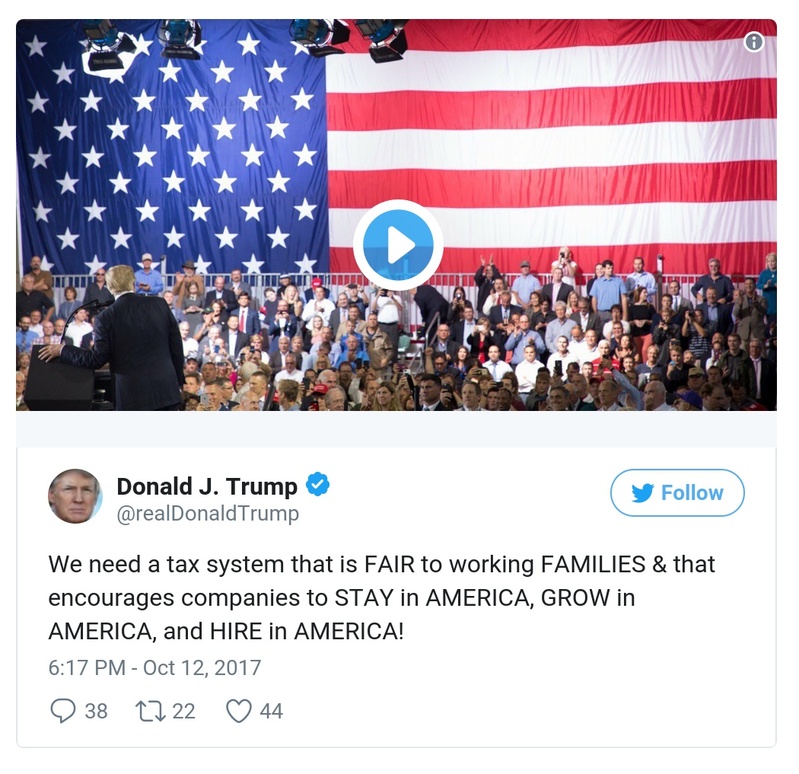 Donald J. Trump
@realDonaldTrump
Follow
We need a tax system that is FAIR to working FAMILIES & that
encourages companies to STAY in AMERICA, GROW in
AMERICA, and HIRE in AMERICA!
6:17 PM - Oct 12, 2017
38 22 44